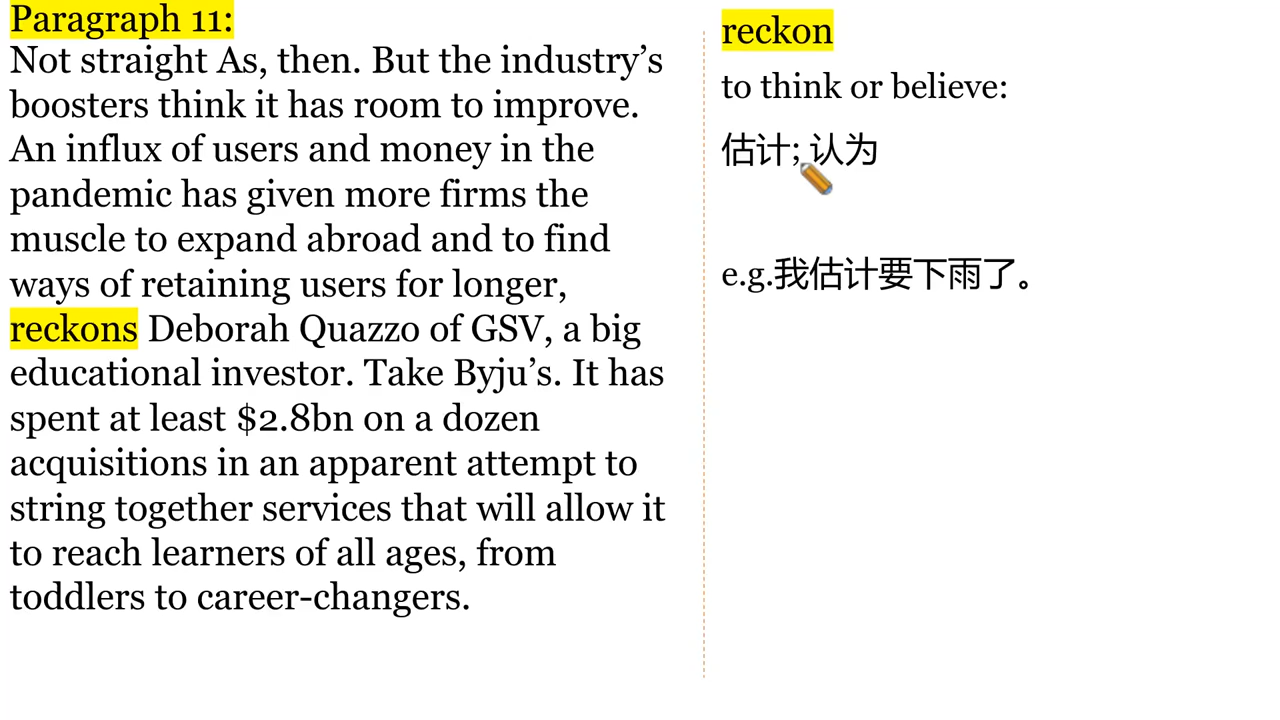 Paragraph 11:
Not straight As, then. But the industry’s
boosters think it has room to improve.
An influx of users and money in the
pandemic has given more firms the
muscle to expand abroad and to find
ways of retaining users for longer,
reckons Deborah Quazzo of GSV, a big
educational investor. Take Byju’s. It has
spent at least $2.8bn on a dozen
acquisitions in an apparent attempt to
string together services that will allow it
to reach learners of all ages, from
toddlers to career-changers.
reckon
to think or believe:
估计; 认为
e.g.我估计要下雨了。